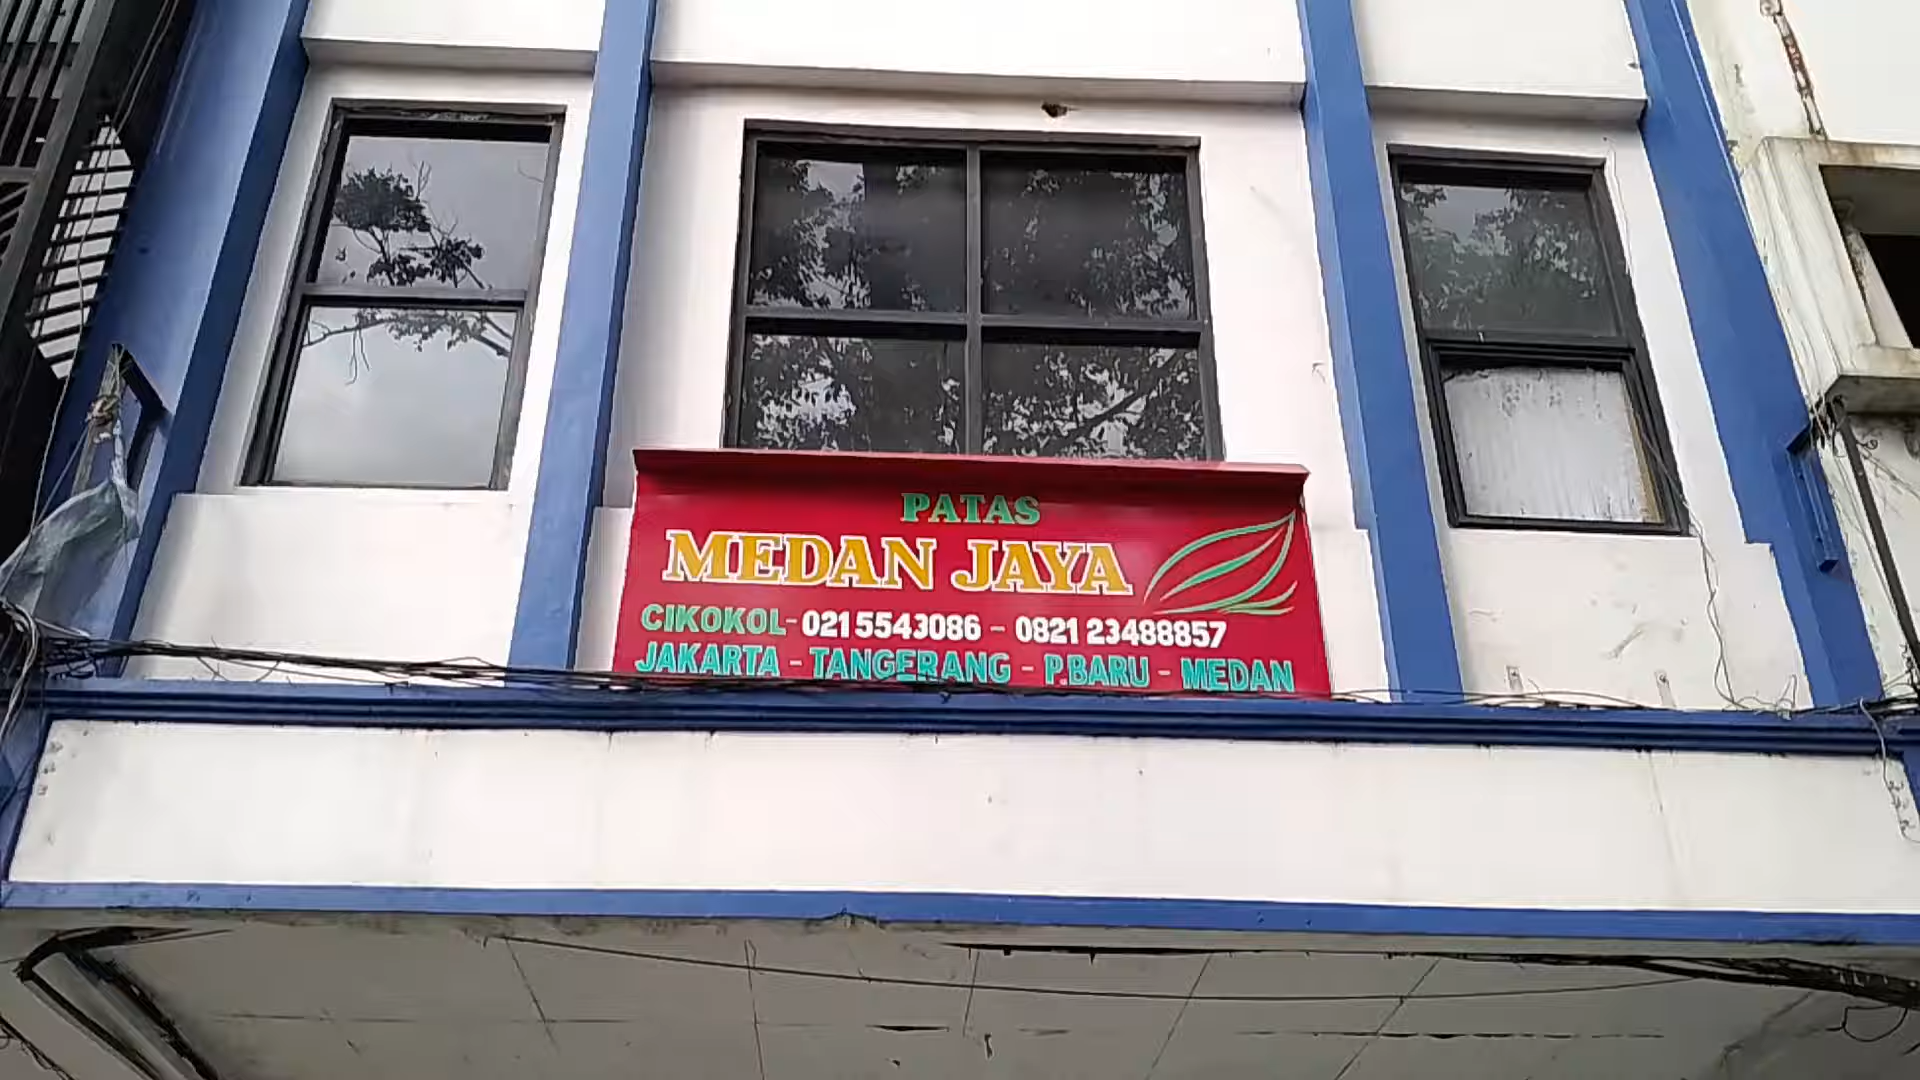 PATAS
MEDAN JAYA
CIKOKOL - 021 5543086 - 0821 23488857
JAKARTA - TANGERANG - P.BARU - MEDAN